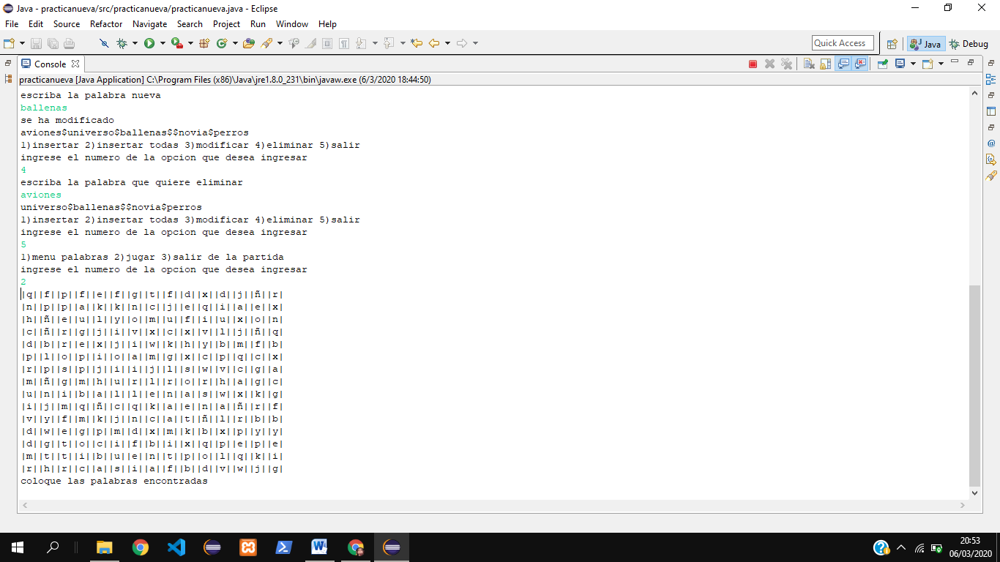 Java - practicanueva/src/practicanueva/practicanueva.java - Eclipse
File Edit Source Refactor Navigate Search Project Run Window Help
Quick Access Java Debug
Console
practicanueva [Java Application] C:\Program Files (x86)\Java\jre1.8.0_231\bin\javaw.exe (6/3/2020 18:44:50)
escriba la palabra nueva
ballenas
se ha modificado
aviones$universo$ballenas$$novia$perros
1)insertar 2)insertar todas 3)modificar 4)eliminar 5)salir
ingrese el numero de la opcion que desea ingresar
4
escriba la palabra que quiere eliminar
aviones
universo$ballenas$$novia$perros
1)insertar 2)insertar todas 3)modificar 4)eliminar 5)salir
ingrese el numero de la opcion que desea ingresar
5
1)menu palabras 2)jugar 3)salir de la partida
ingrese el numero de la opcion que desea ingresar
2
|q||f||p||f||e||f||g||t||f||d||x||d||j||ñ||r|
|n||p||p||a||k||k||n||c||j||e||q||i||a||e||x|
|h||ñ||e||u||l||y||o||m||u||f||i||u||x||o||n|
|c||ñ||r||g||j||i||v||x||c||x||v||l||j||ñ||q|
|d||b||r||e||x||j||i||w||k||h||y||b||m||f||b|
|p||l||o||p||i||o||a||m||g||x||c||p||q||c||x|
|r||p||s||p||j||i||i||j||l||s||w||v||c||g||a|
|m||ñ||g||m||h||u||r||l||r||o||r||h||a||g||c|
|u||n||i||b||a||l||l||e||n||a||s||w||x||k||g|
|i||j||m||q||ñ||c||q||k||a||e||n||a||ñ||r||f|
|v||y||f||m||k||j||n||c||a||t||ñ||l||r||b||b|
|d||w||e||g||p||m||d||x||m||k||b||x||p||y||y|
|d||g||t||o||c||i||f||b||i||x||q||p||e||p||e|
|m||t||t||i||b||u||e||n||t||p||o||l||q||k||i|
|r||h||r||c||a||s||i||a||f||b||d||v||w||j||g|
coloque las palabras encontradas
20:53
06/03/2020